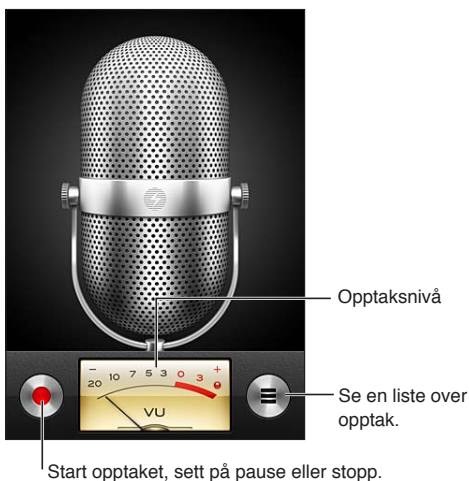 Opptaksnivå
- +
20 10 7 5 3 0 3
VU
Se en liste over
opptak.
Start opptaket, sett på pause eller stopp.